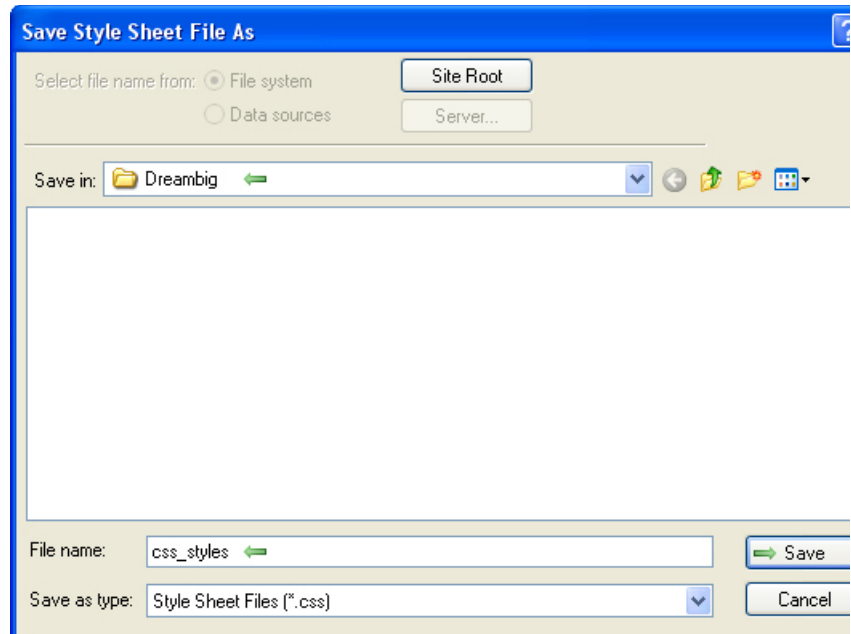 Save Style Sheet File As
?
Select file name from: File system
Site Root
Data sources
Server...
Save in: Dreambig
File name: css_styles
Save
Save as type: Style Sheet Files (*.css)
Cancel